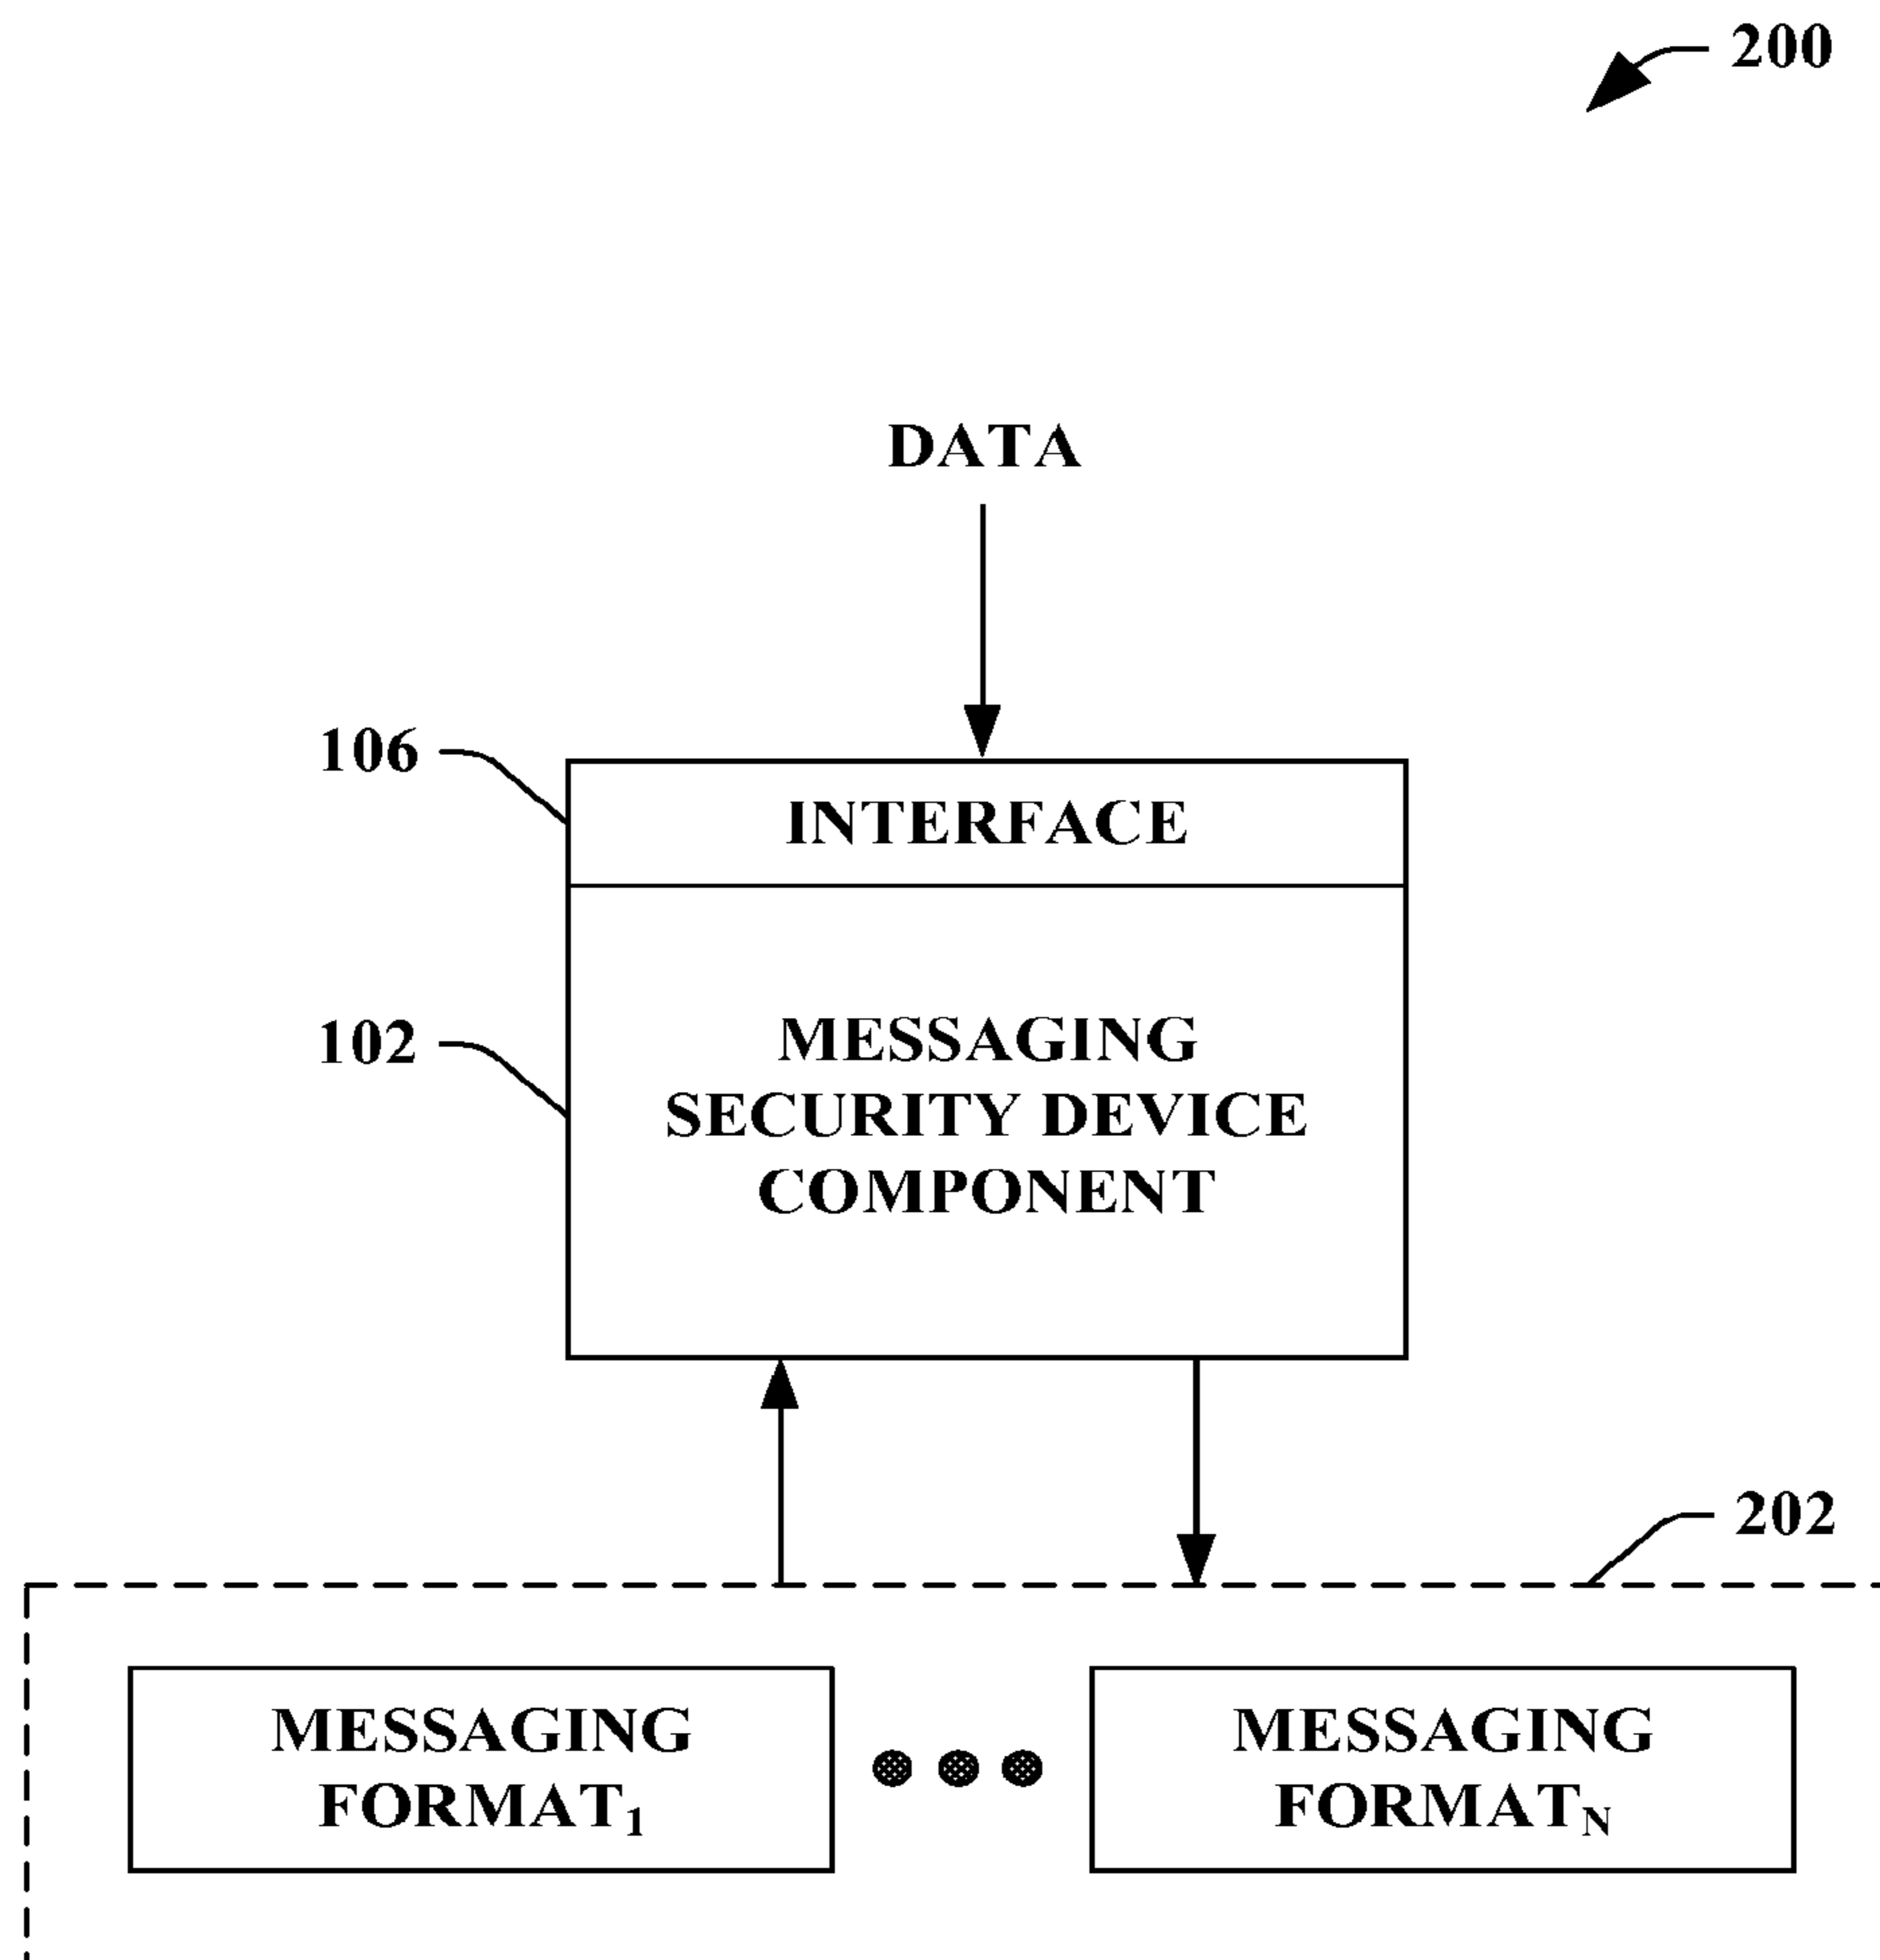 200
DATA
106
INTERFACE
102
MESSAGING
SECURITY DEVICE
COMPONENT
202
MESSAGING
FORMAT1
MESSAGING
FORMATN